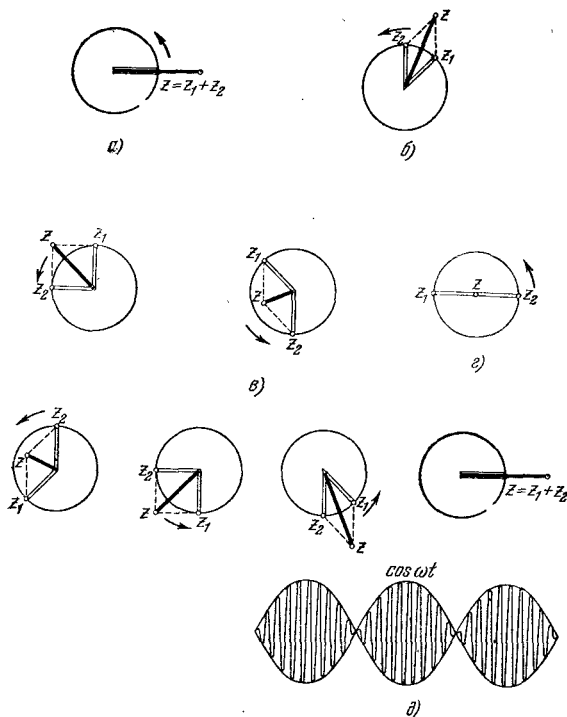 z = z₁ + z₂
а)
z₂
z
z₁
б)
z
z₁
z₂
z₁
z
z₂
в)
z₁
z
z₂
г)
z₂
z
z₁
z₂
z
z₁
z₂
z₁
z
z = z₁ + z₂
cos ωt
д)